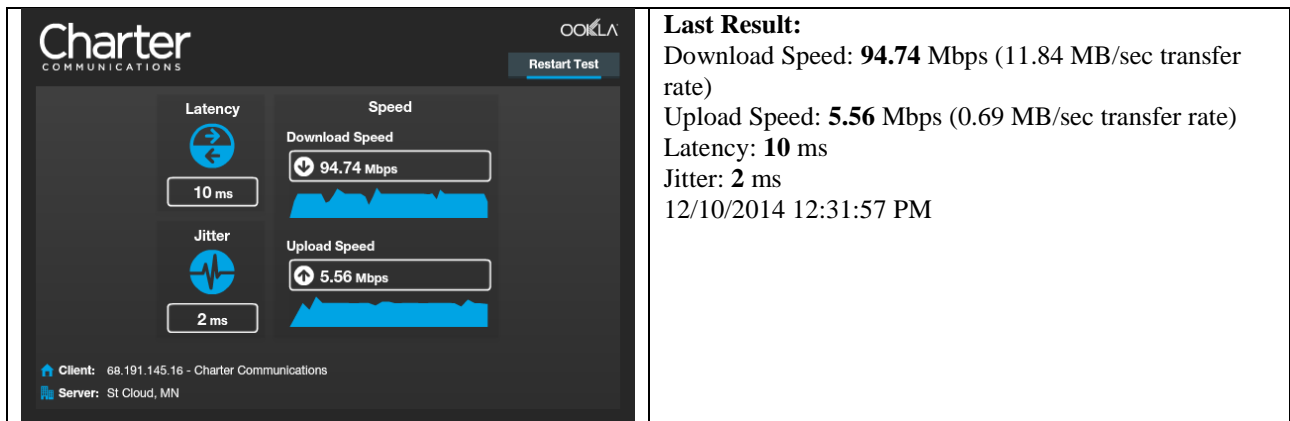 Charter
COMMUNICATIONS
OOKLA
Restart Test
Latency
10 ms
Jitter
2 ms
Speed
Download Speed
94.74 Mbps
Upload Speed
5.56 Mbps
Client: 68.191.145.16 - Charter Communications
Server: St Cloud, MN
Last Result:
Download Speed: 94.74 Mbps (11.84 MB/sec transfer
rate)
Upload Speed: 5.56 Mbps (0.69 MB/sec transfer rate)
Latency: 10 ms
Jitter: 2 ms
12/10/2014 12:31:57 PM